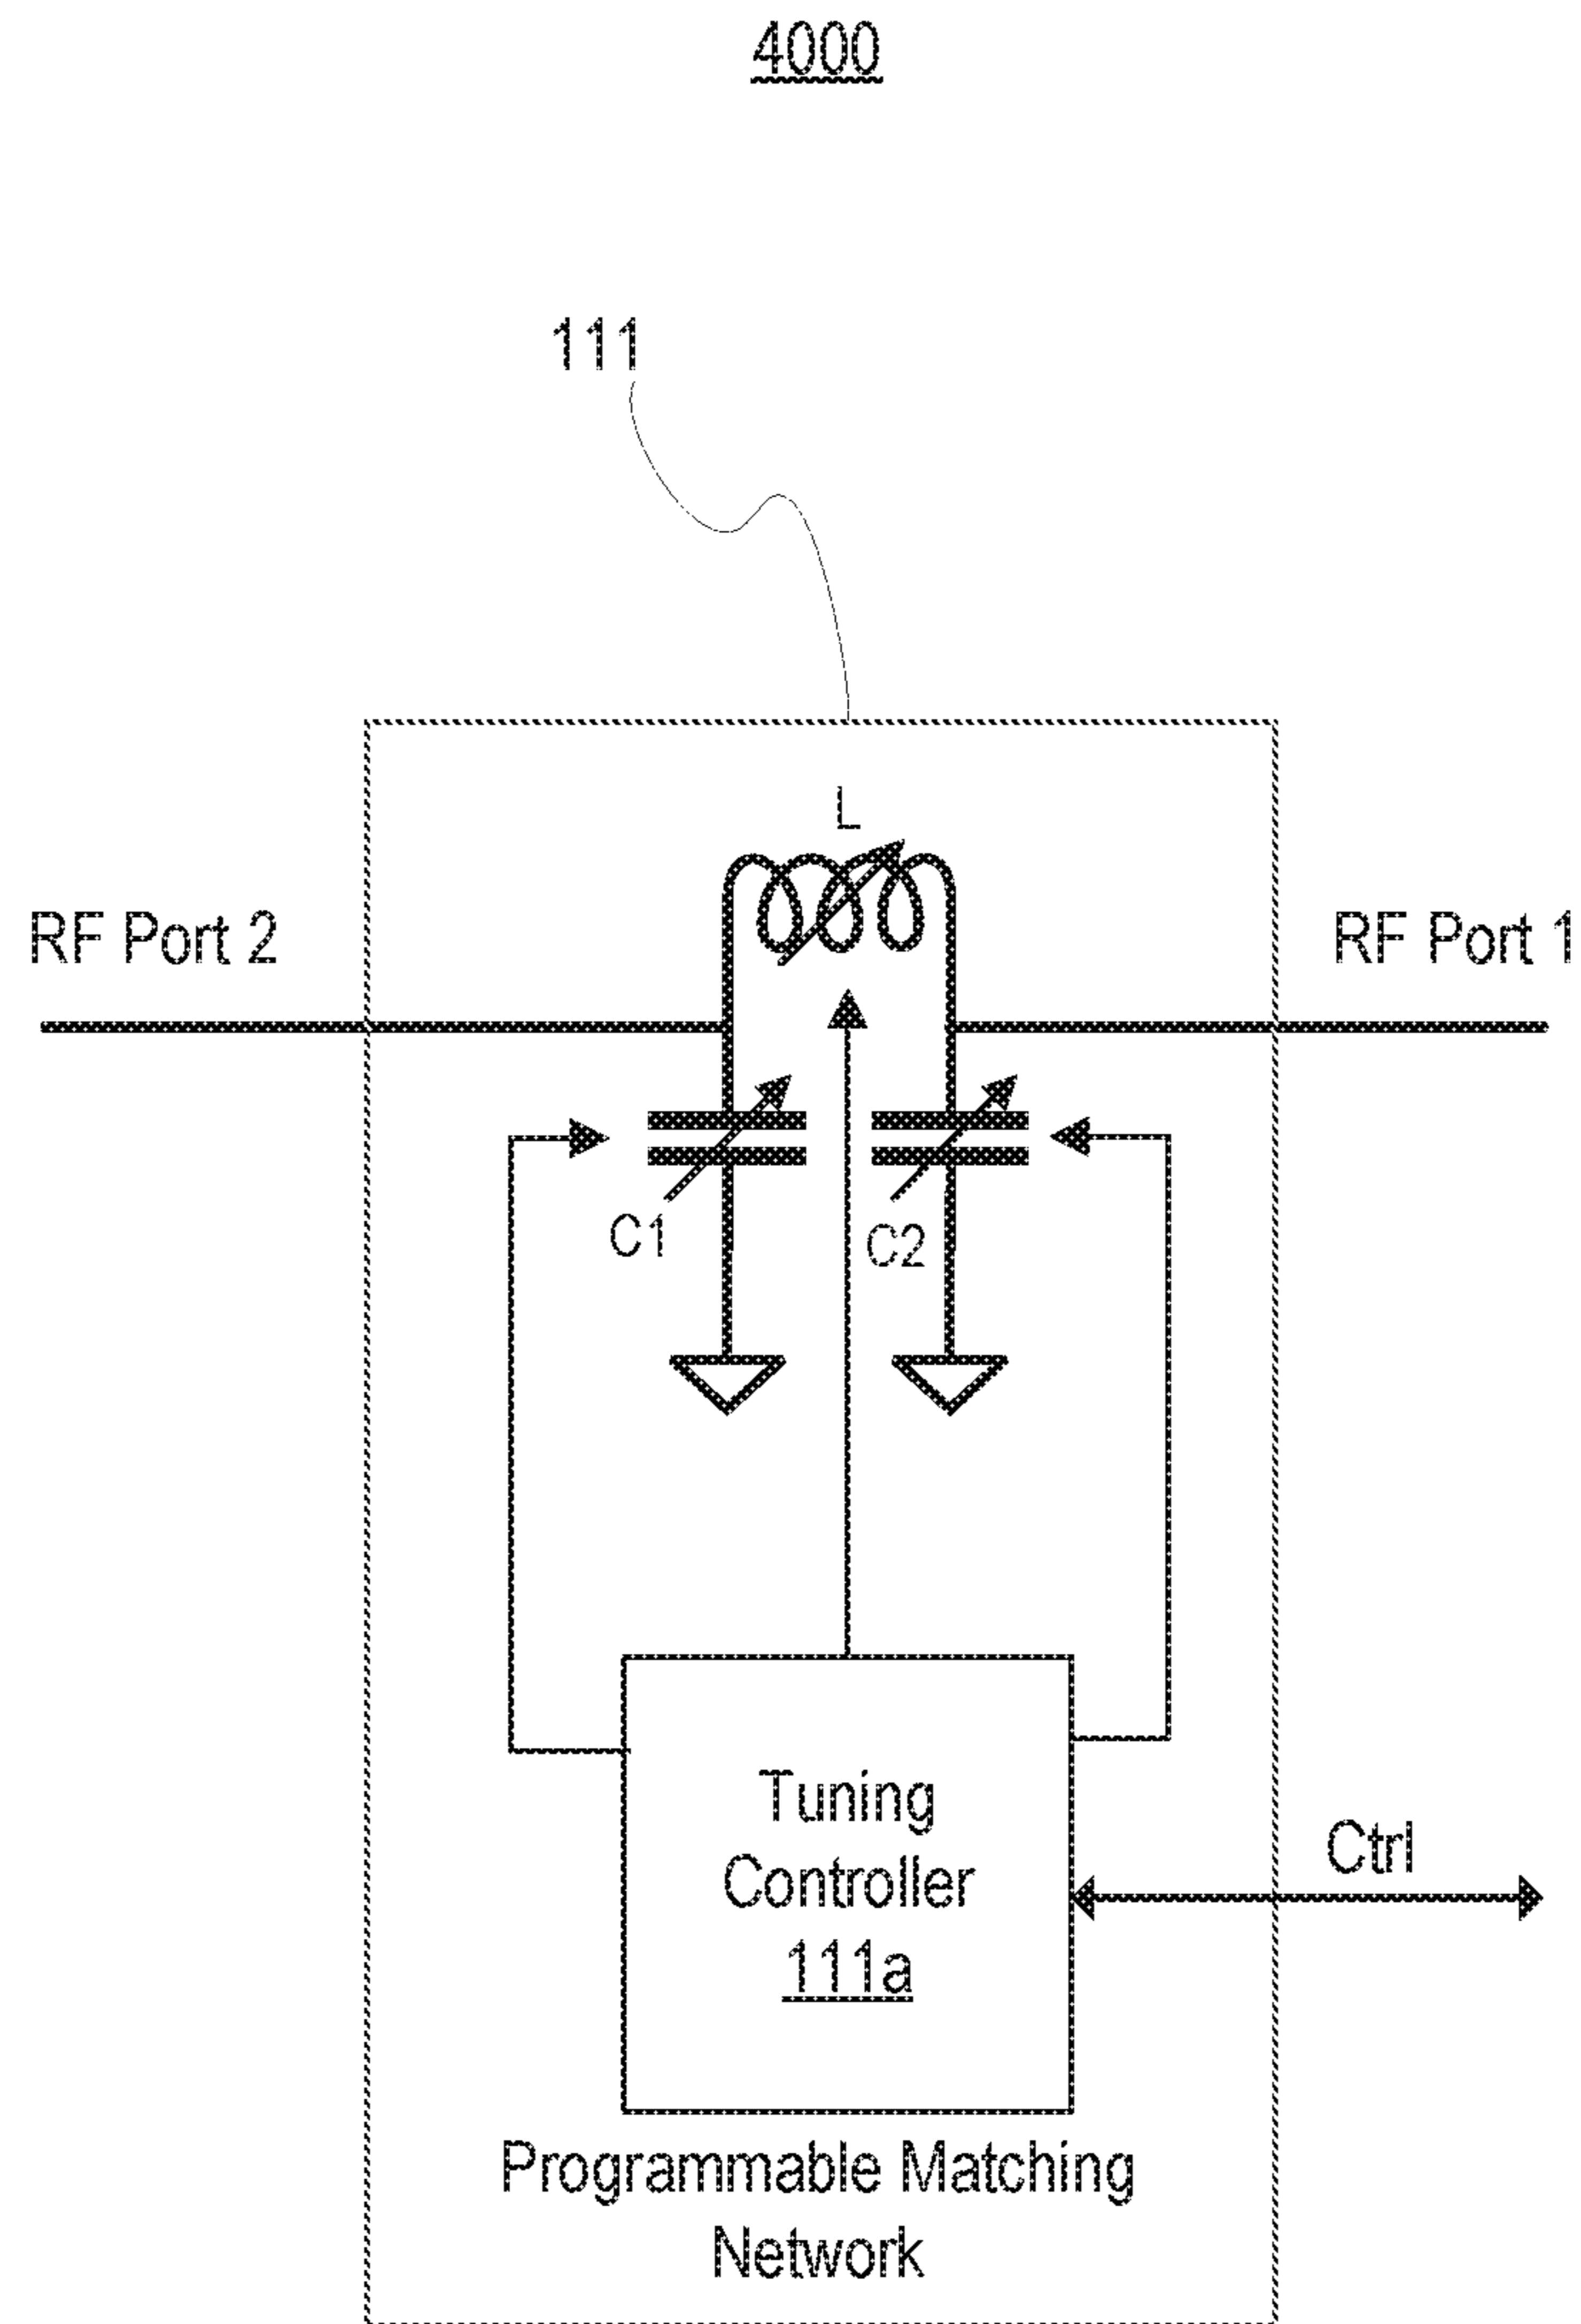 4000
111
L
RF Port 2
RF Port 1
C1
C2
Tuning
Controller
111a
Ctrl
Programmable Matching
Network